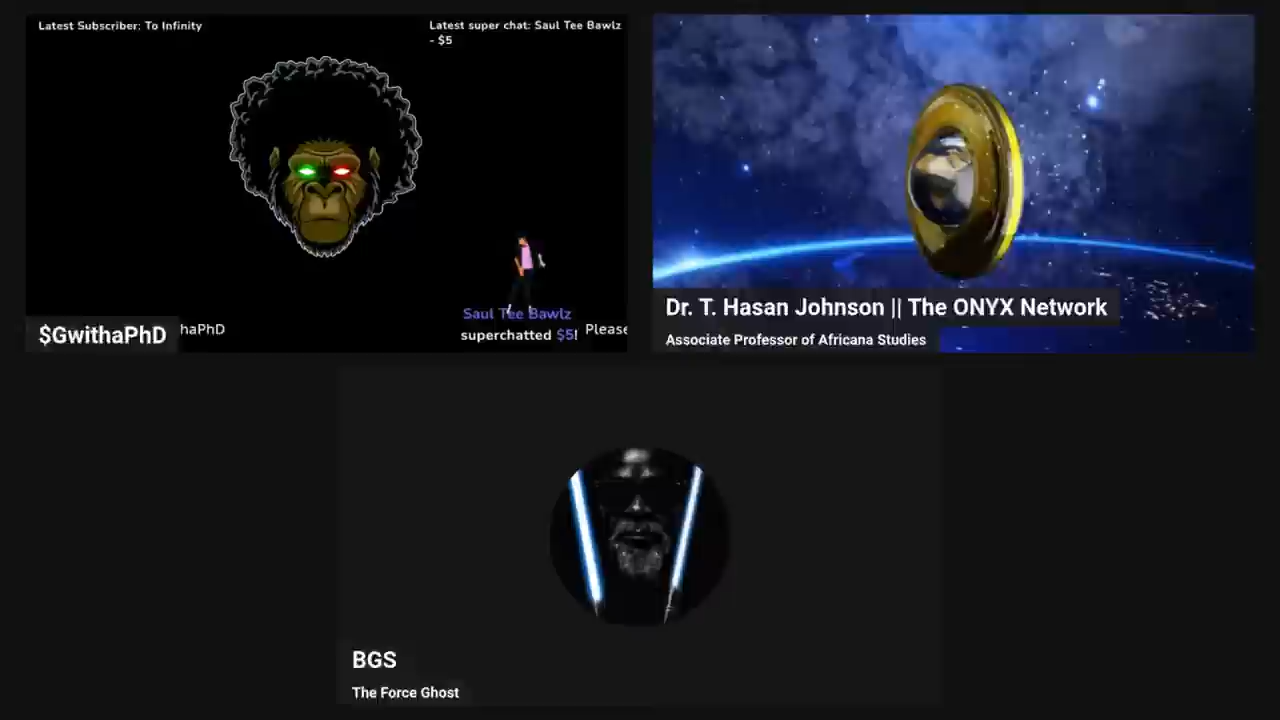 Latest Subscriber: To Infinity
Latest super chat: Saul Tee Bawlz
- $5
Saul Tee Bawlz
superchatted $5!
Please
haPhD
$GwithaPhD
Dr. T. Hasan Johnson || The ONYX Network
Associate Professor of Africana Studies
BGS
The Force Ghost